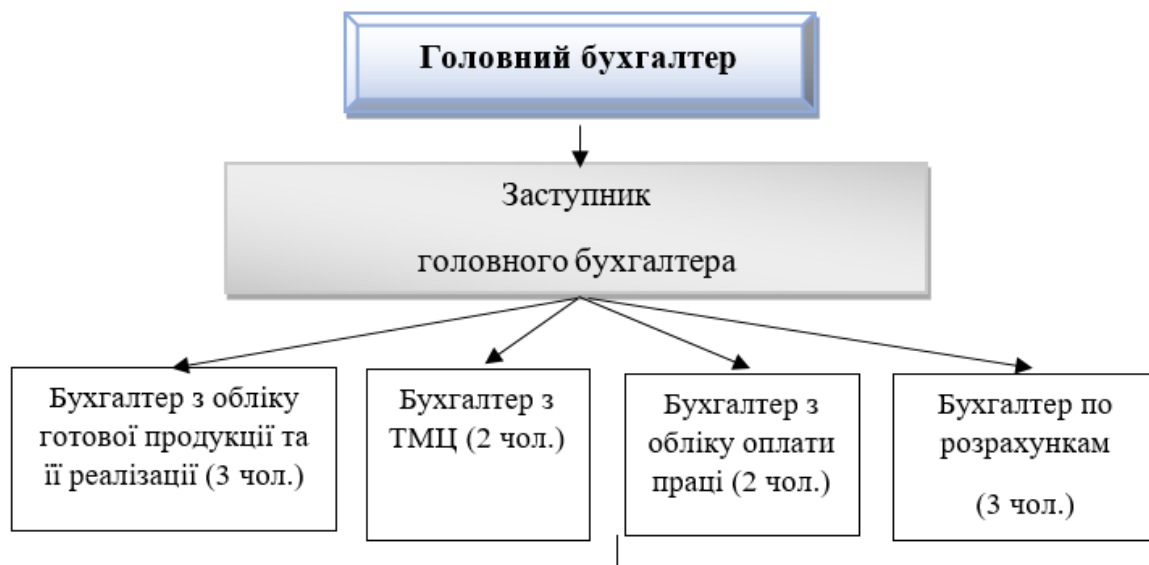 Головний бухгалтер
Заступник
головного бухгалтера
Бухгалтер з обліку
готової продукції та
її реалізації (3 чол.)
Бухгалтер з
ТМЦ (2 чол.)
Бухгалтер з
обліку оплати
праці (2 чол.)
Бухгалтер по
розрахункам
(3 чол.)